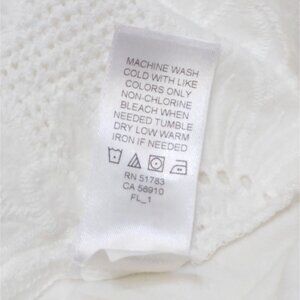 MACHINE WASH
COLD WITH LIKE
COLORS ONLY
NON-CHLORINE
BLEACH WHEN
NEEDED TUMBLE
DRY LOW WARM
IRON IF NEEDED
RN 51783
CA 56910
FL_1